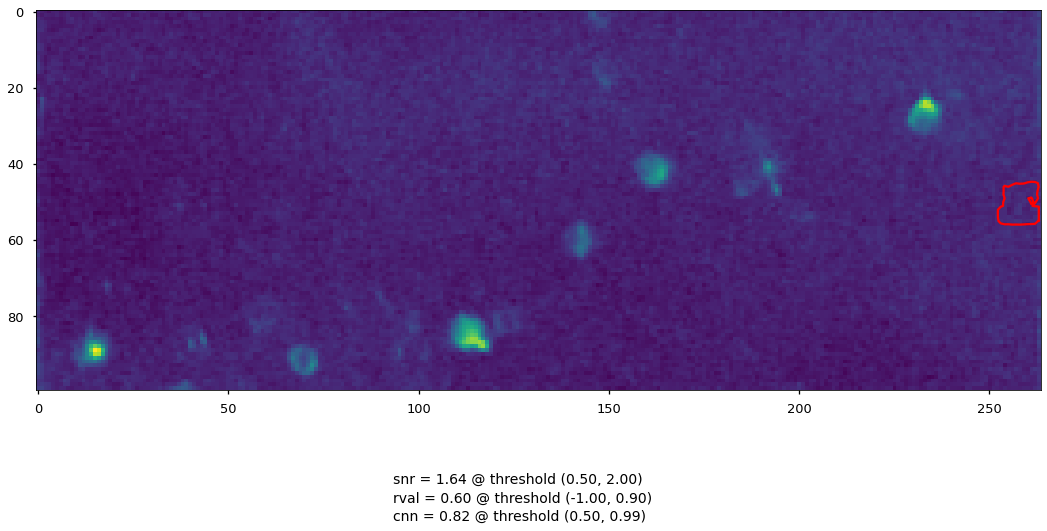 0
20
40
60
80
0 50 100 150 200 250
snr = 1.64 @ threshold (0.50, 2.00)
rval = 0.60 @ threshold (-1.00, 0.90)
cnn = 0.82 @ threshold (0.50, 0.99)